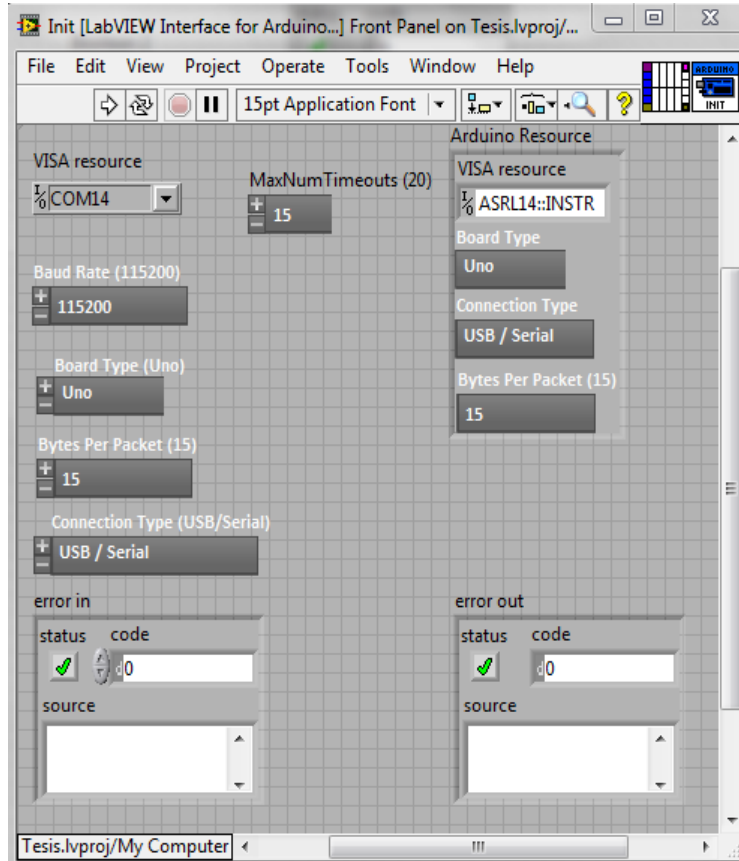 Init [LabVIEW Interface for Arduino...] Front Panel on Tesis.lvproj/...
File Edit View Project Operate Tools Window Help
15pt Application Font
ARDUINO
INIT
VISA resource
COM14
MaxNumTimeouts (20)
15
Baud Rate (115200)
115200
Board Type (Uno)
Uno
Bytes Per Packet (15)
15
Connection Type (USB/Serial)
USB / Serial
Arduino Resource
VISA resource
ASRL14::INSTR
Board Type
Uno
Connection Type
USB / Serial
Bytes Per Packet (15)
15
error in
status code
d 0
source
error out
status code
d 0
source
Tesis.lvproj/My Computer